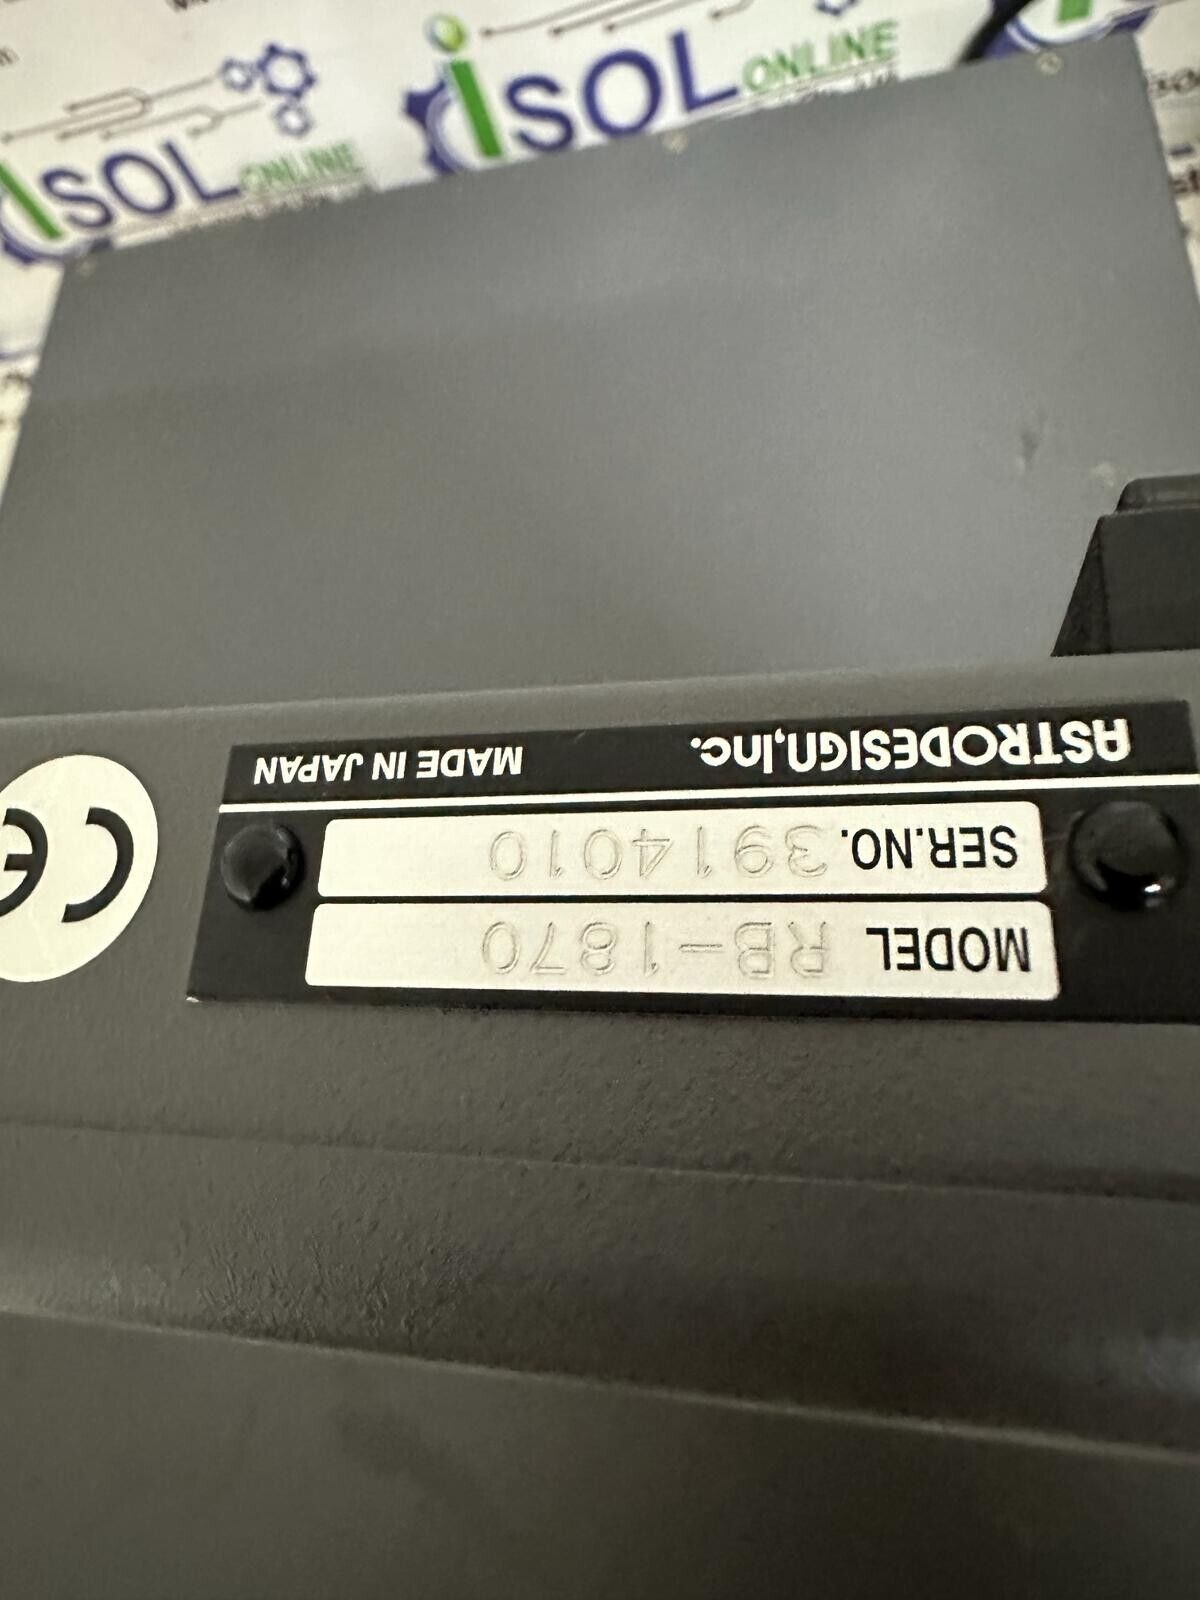 iSOL ONLINE
iSOL ONLINE
MODEL RB-1870
SER.NO. 3914010
ASTRODESIGN,Inc. MADE IN JAPAN
CE